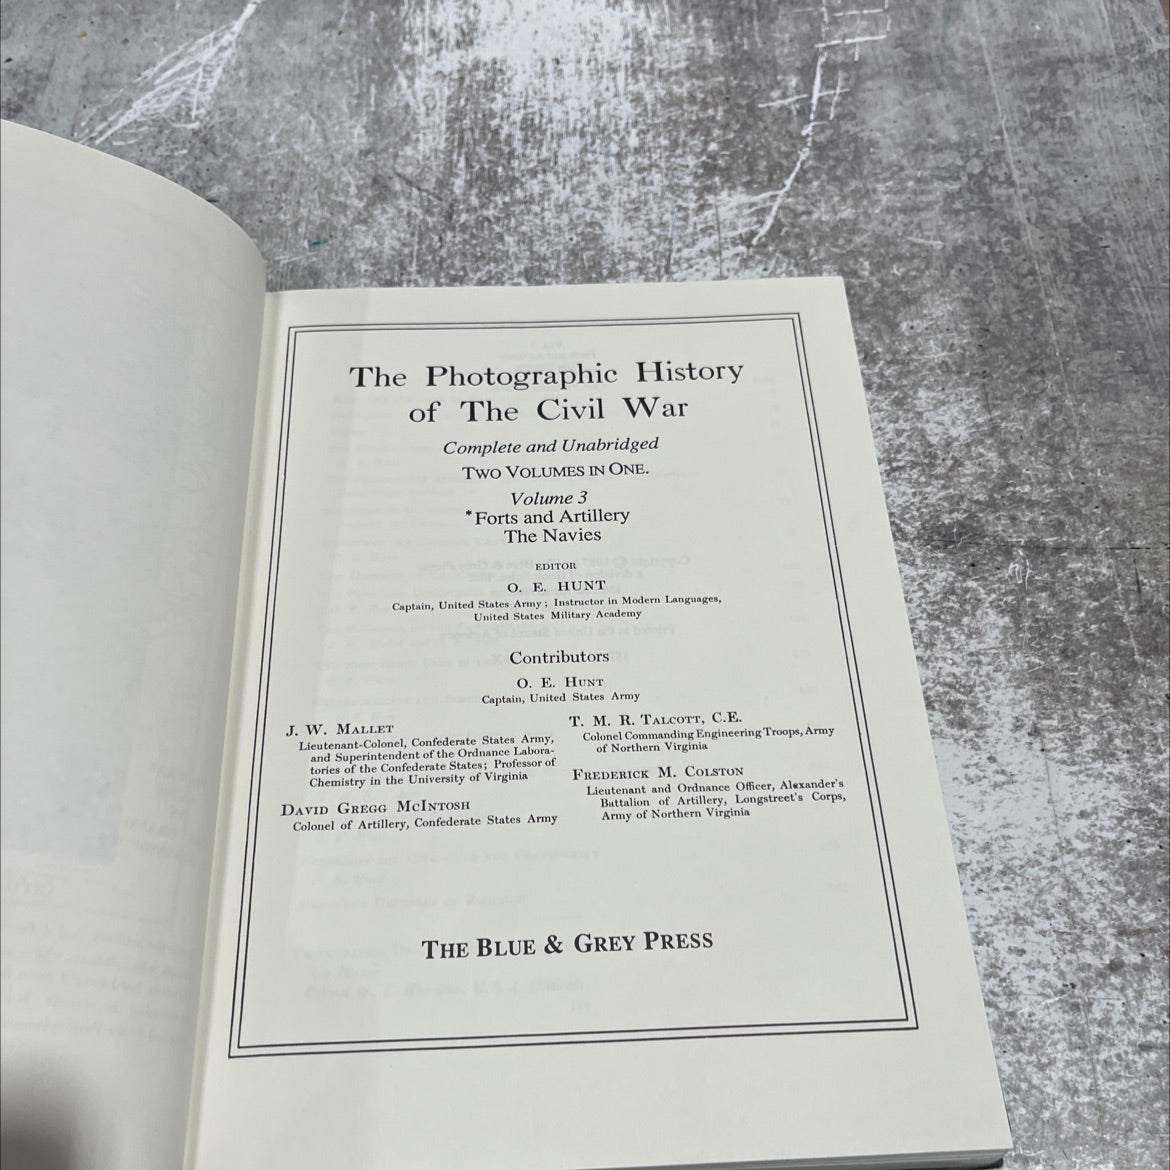 The Photographic History
of The Civil War
Complete and Unabridged
TWO VOLUMES IN ONE.
Volume 3
*Forts and Artillery
The Navies
EDITOR
O. E. HUNT
Captain, United States Army; Instructor in Modern Languages,
United States Military Academy
Contributors
O. E. HUNT
Captain, United States Army
J. W. MALLET
Lieutenant-Colonel, Confederate States Army,
and Superintendent of the Ordnance Labora-
tories of the Confederate States; Professor of
Chemistry in the University of Virginia
DAVID GREGG MCINTOSH
Colonel of Artillery, Confederate States Army
T. M. R. TALCOTT, C.E.
Colonel Commanding Engineering Troops, Army
of Northern Virginia
FREDERICK M. COLSTON
Lieutenant and Ordnance Officer, Alexander's
Battalion of Artillery, Longstreet's Corps,
Army of Northern Virginia
THE BLUE & GREY PRESS